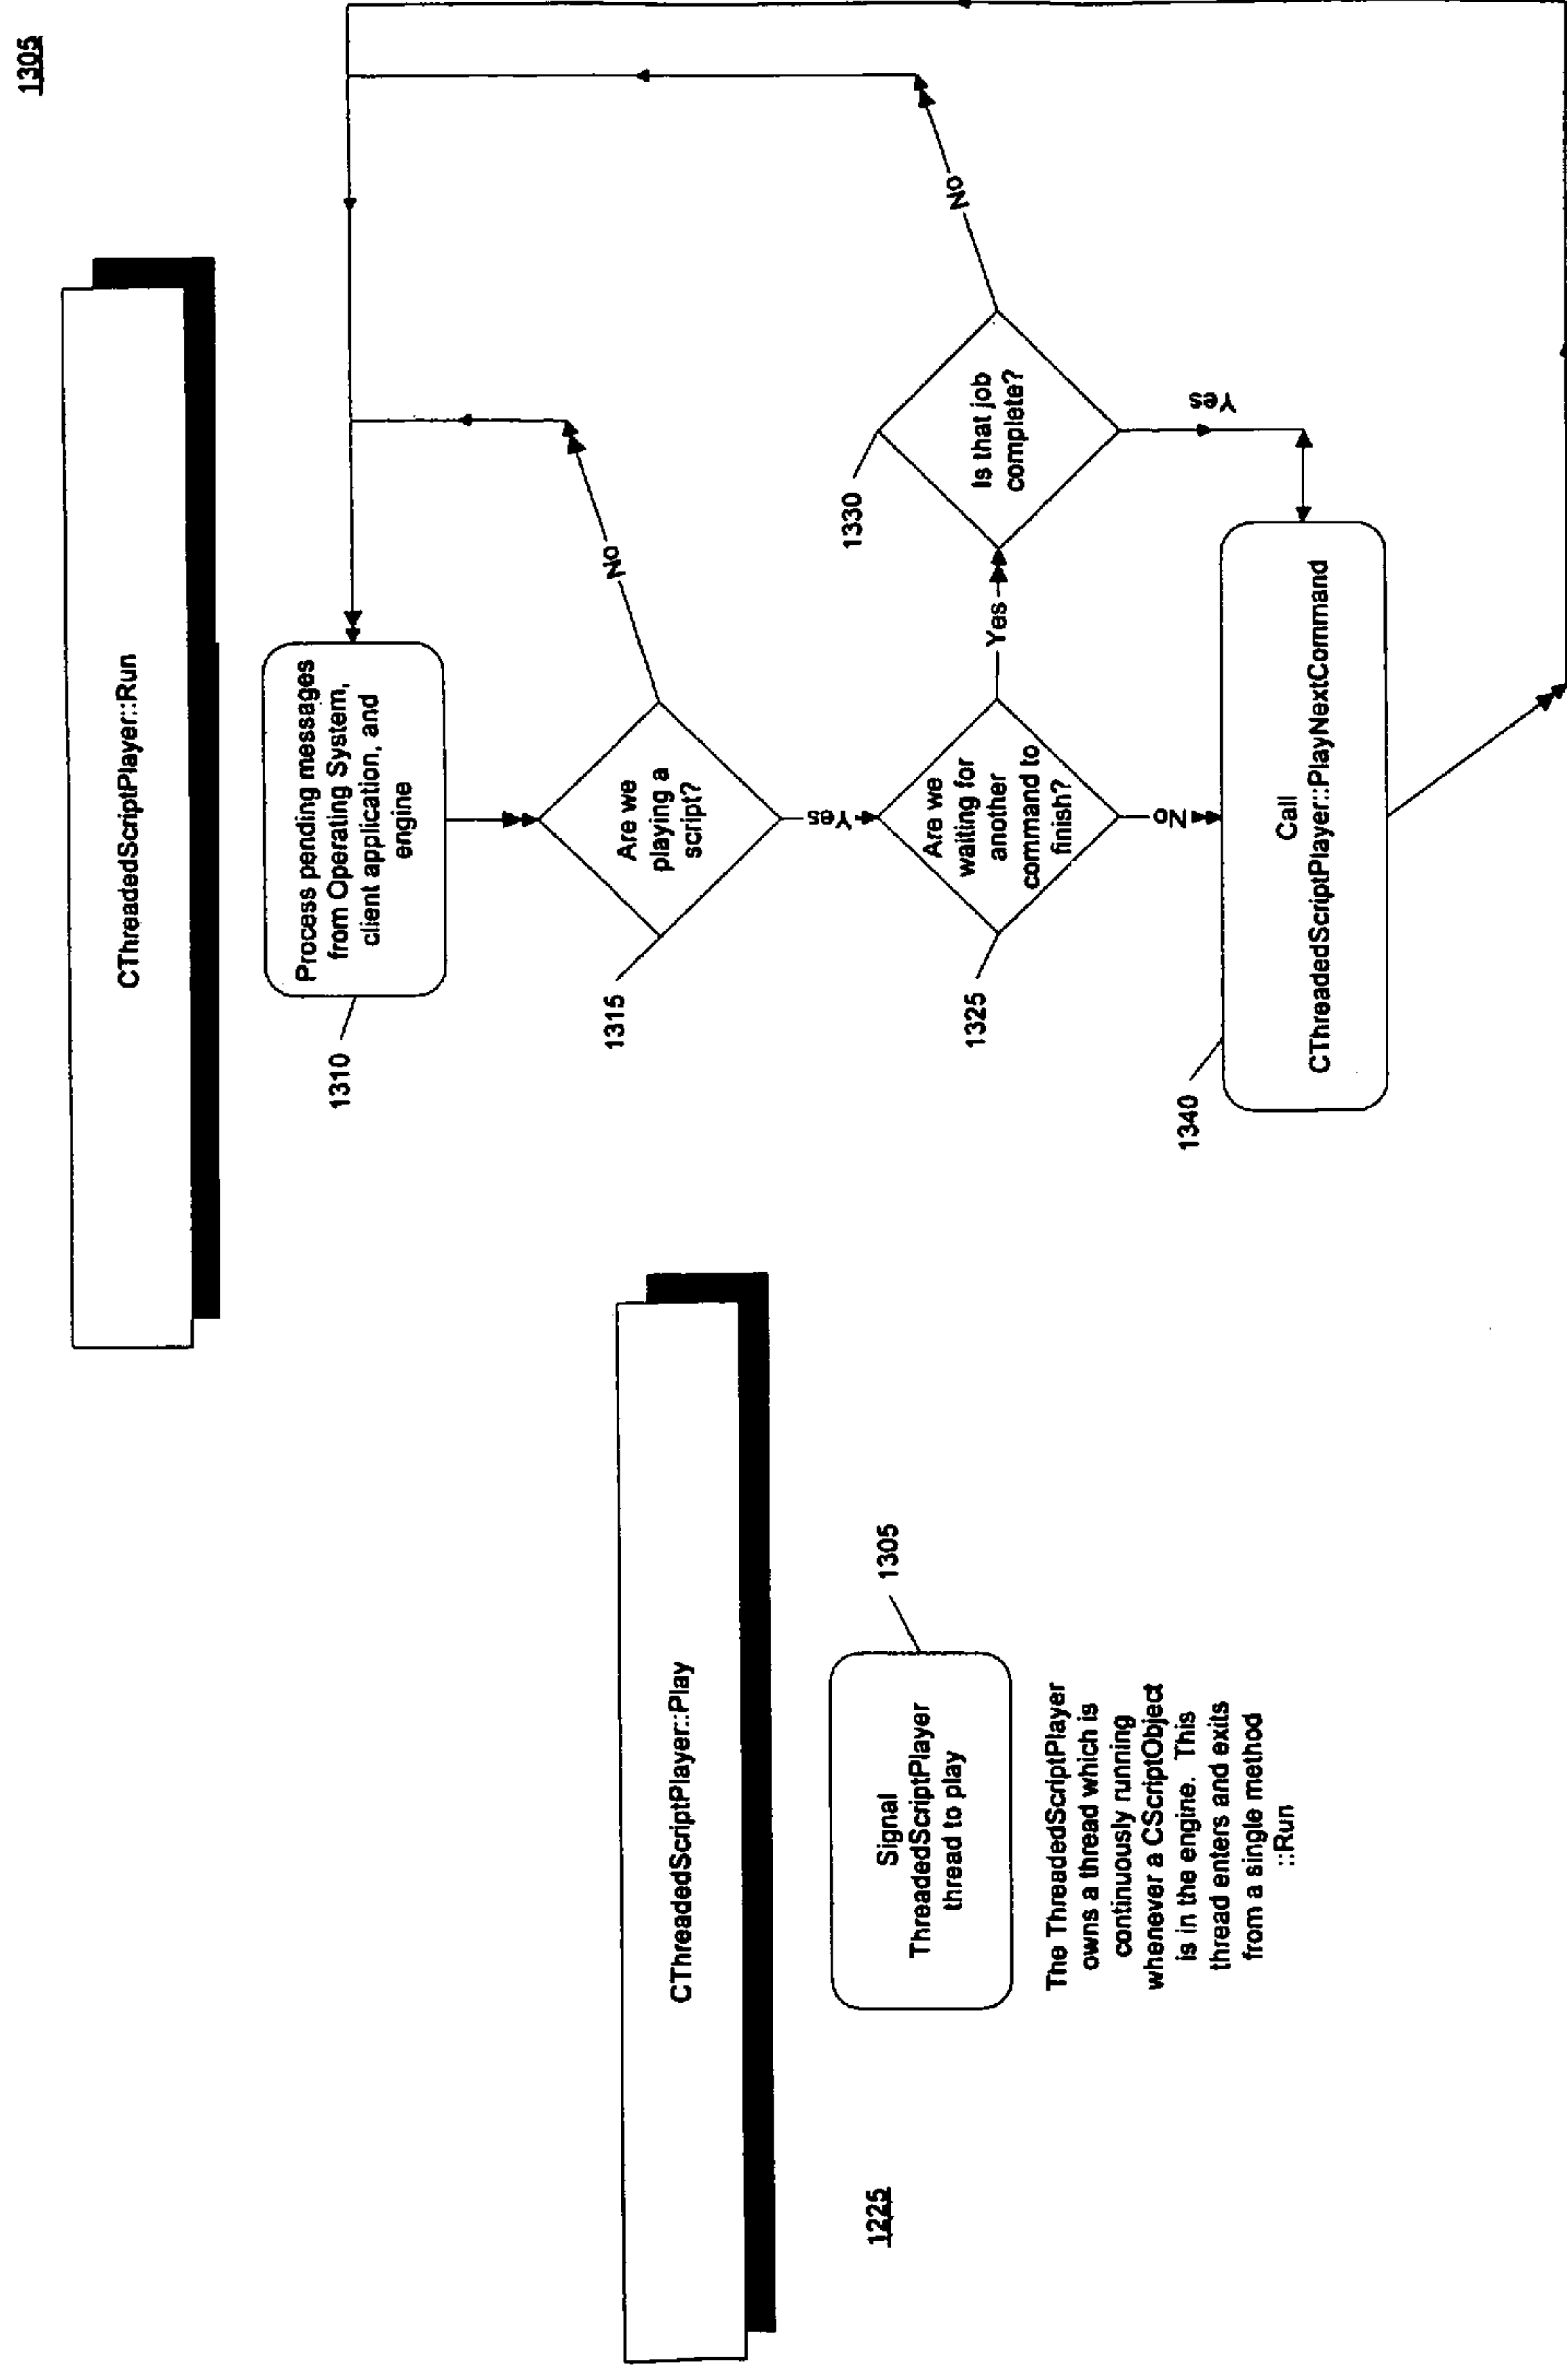 1305
CThreadedScriptPlayer::Run
Process pending messages
from Operating System,
client application, and
engine
1310
Are we
playing a
script?
1315
No
Yes
Are we
waiting for
another
command to
finish?
1325
Yes
No
Is that job
complete?
1330
No
Yes
Call
CThreadedScriptPlayer::PlayNextCommand
1340
CThreadedScriptPlayer::Play
Signal
ThreadedScriptPlayer
thread to play
1305
The ThreadedScriptPlayer
owns a thread which is
continuously running
whenever a CScriptObject
is in the engine. This
thread enters and exits
from a single method
::Run
1225